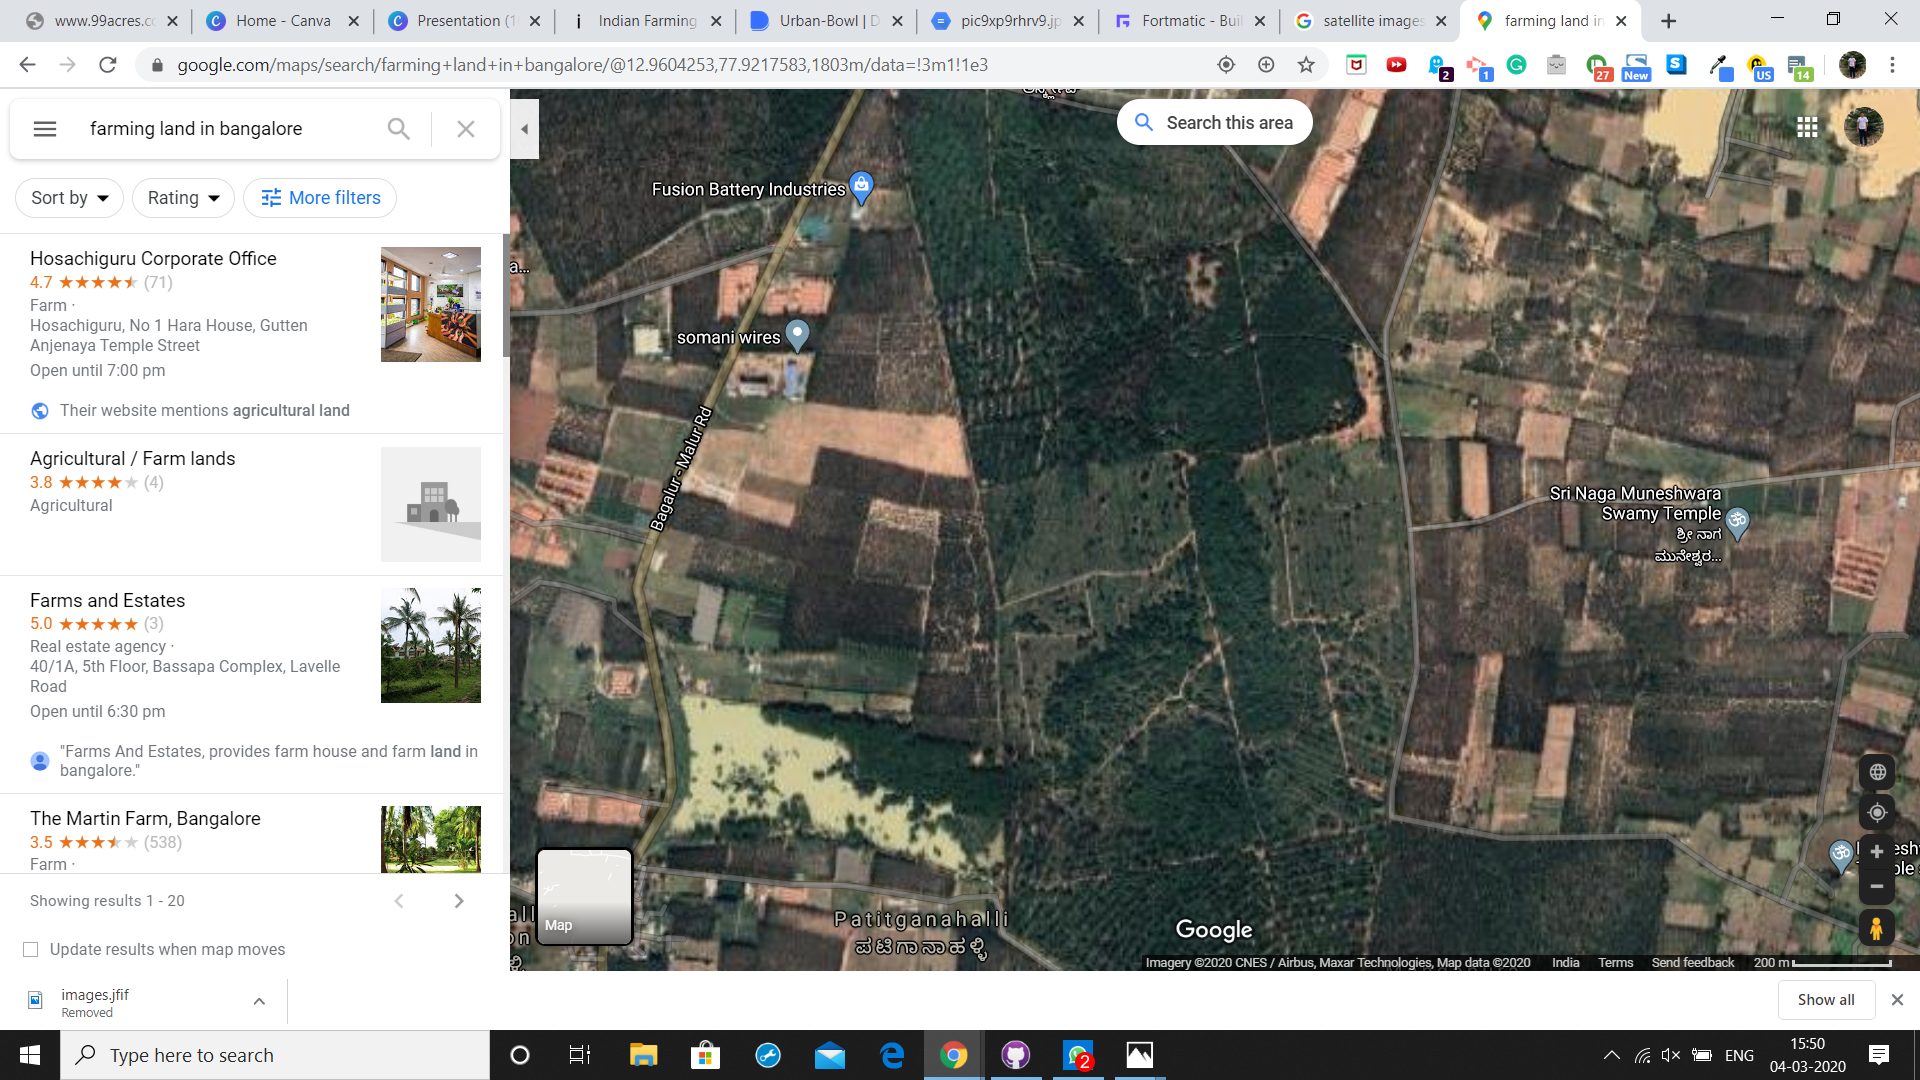 www.99acres.c
Home - Canva
Presentation (1
Indian Farming
Urban-Bowl | D
pic9xp9rhrv9.jp
Fortmatic - Buil
satellite images
farming land in
google.com/maps/search/farming+land+in+bangalore/@12.9604253,77.9217583,1803m/data=!3m1!1e3
2
1
27
New
US
14
farming land in bangalore
Sort by
Rating
More filters
Hosachiguru Corporate Office
4.7 (71)
Farm ·
Hosachiguru, No 1 Hara House, Gutten
Anjenaya Temple Street
Open until 7:00 pm
Their website mentions agricultural land
Agricultural / Farm lands
3.8 (4)
Agricultural
Farms and Estates
5.0 (3)
Real estate agency ·
40/1A, 5th Floor, Bassapa Complex, Lavelle
Road
Open until 6:30 pm
"Farms And Estates, provides farm house and farm land in
bangalore."
The Martin Farm, Bangalore
3.5 (538)
Farm ·
Showing results 1 - 20
Update results when map moves
Search this area
Fusion Battery Industries
a...
somani wires
Bagalur - Malur Rd
Sri Naga Muneshwara
Swamy Temple
ಶ್ರೀ ನಾಗ
ಮುನೇಶ್ವರ...
Map
Patitganahalli
ಪಟಿಗಾನಾಹಳ್ಳಿ
Google
Imagery ©2020 CNES / Airbus, Maxar Technologies, Map data ©2020 India Terms Send feedback 200 m
images.jfif
Removed
Show all
Type here to search
2
ENG
15:50
04-03-2020